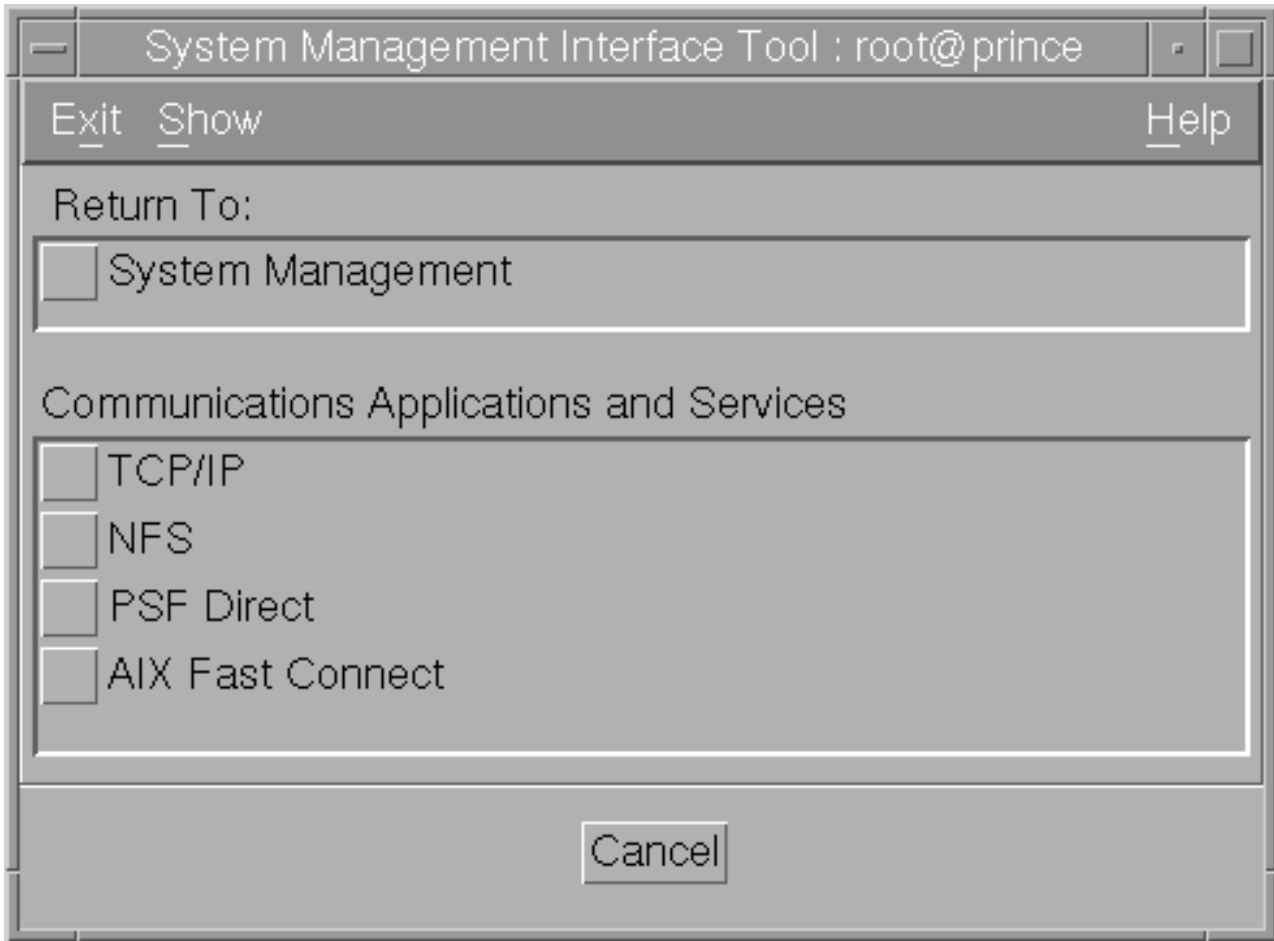 System Management Interface Tool : root@prince
Exit Show Help
Return To:
System Management
Communications Applications and Services
TCP/IP
NFS
PSF Direct
AIX Fast Connect
Cancel